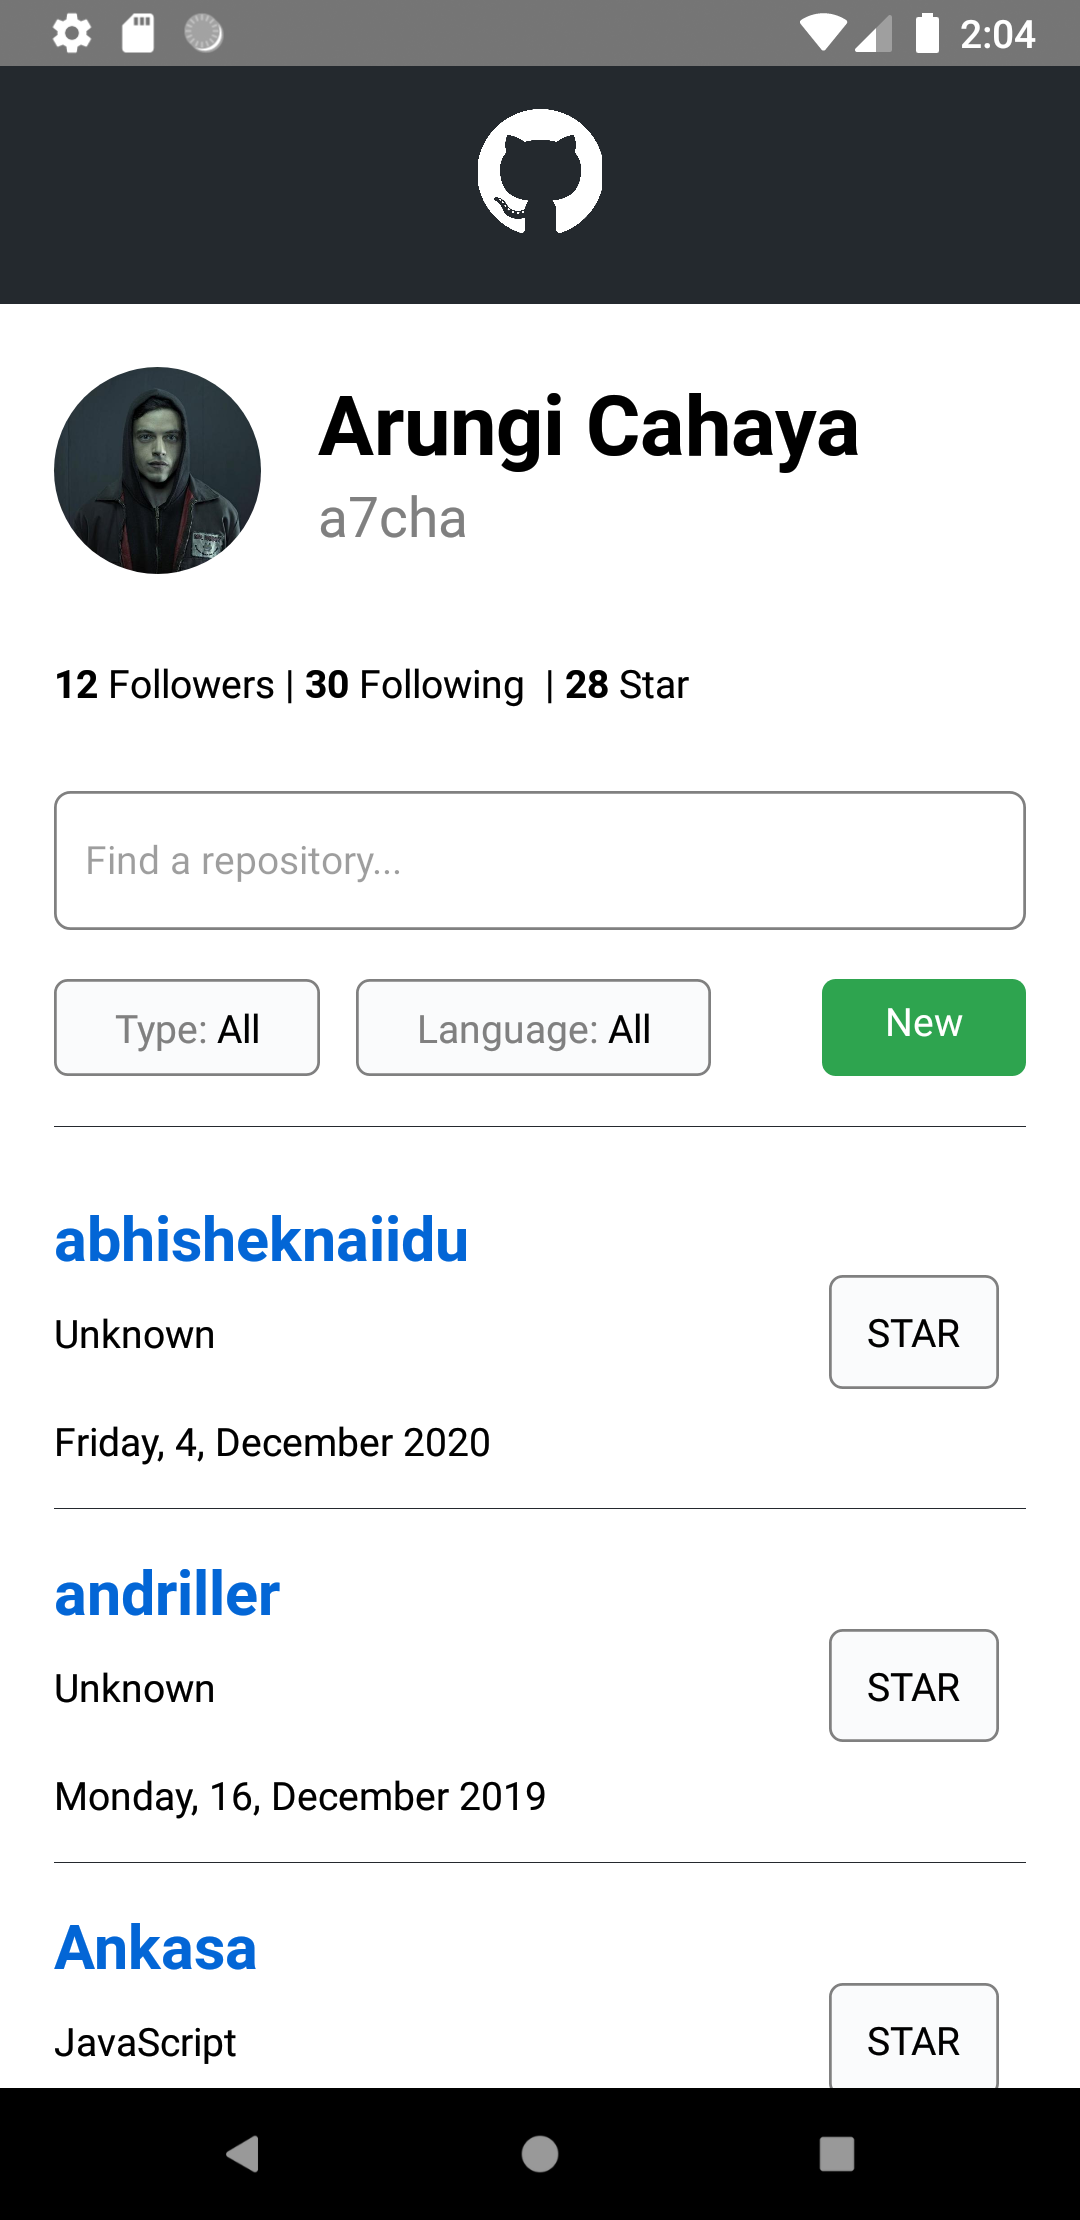 2:04
Arungi Cahaya
a7cha
12 Followers | 30 Following  | 28 Star
Find a repository...
Type: All Language: All New
abhisheknaiidu
Unknown STAR
Friday, 4, December 2020
andriller
Unknown STAR
Monday, 16, December 2019
Ankasa
JavaScript STAR